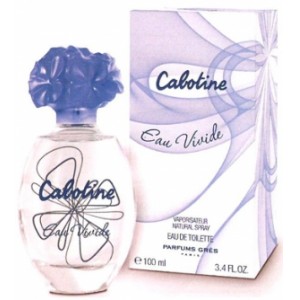 Cabotine
Eau Vivide
Cabotine
Eau Vivide
VAPORISATEUR
NATURAL SPRAY
EAU DE TOILETTE
PARFUMS GRÈS
PARIS
e 100 ml 3.4 FL.OZ.